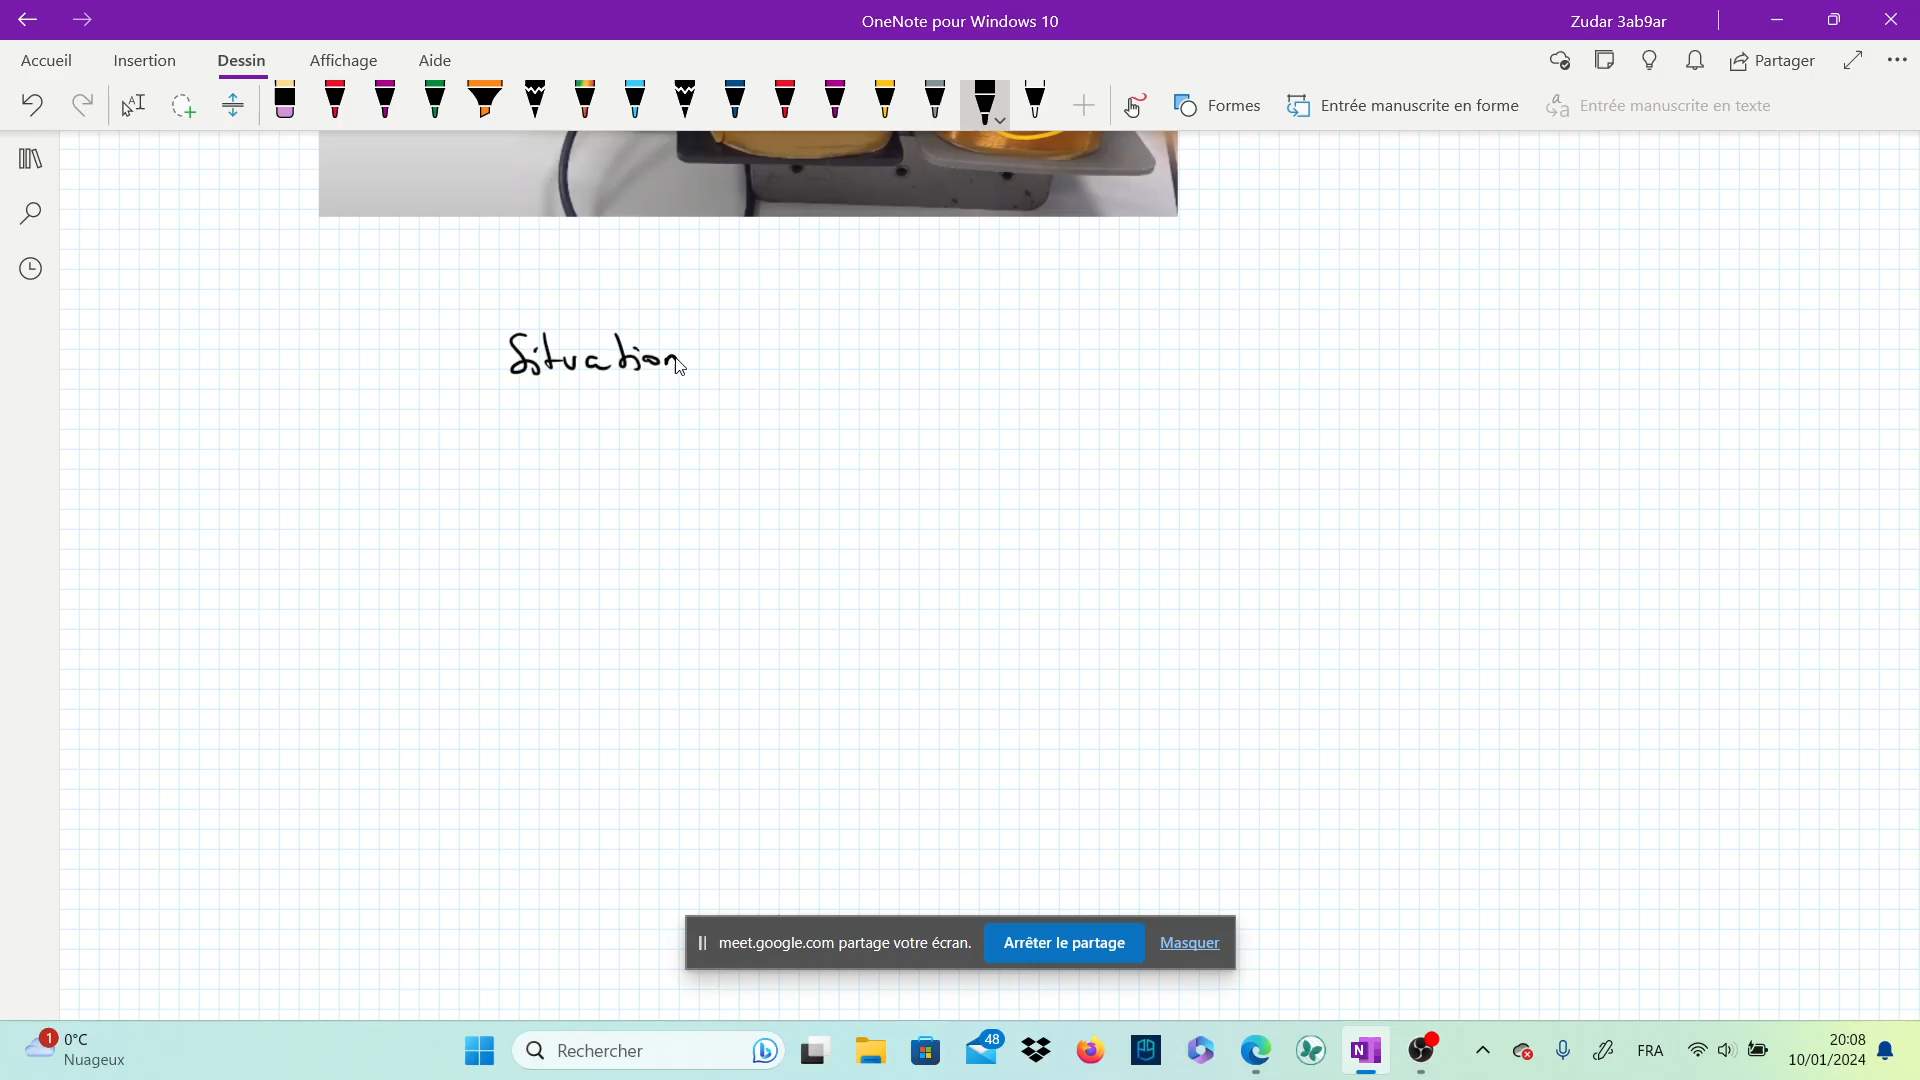 OneNote pour Windows 10
Zudar 3ab9ar
Accueil
Insertion
Dessin
Affichage
Aide
Partager
Formes
Entrée manuscrite en forme
Entrée manuscrite en texte
Situation
meet.google.com partage votre écran.
Arrêter le partage
Masquer
1
0°C
Nuageux
Rechercher
48
FRA
20:08
10/01/2024